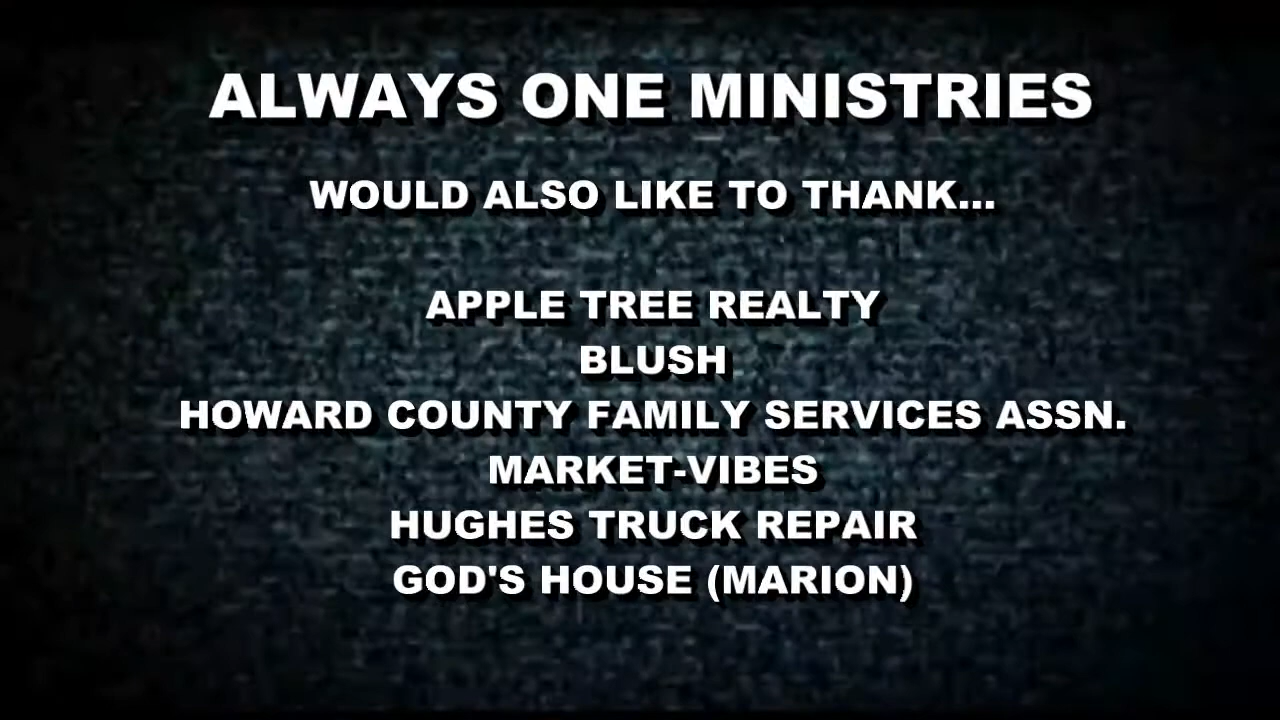 ALWAYS ONE MINISTRIES
WOULD ALSO LIKE TO THANK...
APPLE TREE REALTY
BLUSH
HOWARD COUNTY FAMILY SERVICES ASSN.
MARKET-VIBES
HUGHES TRUCK REPAIR
GOD'S HOUSE (MARION)